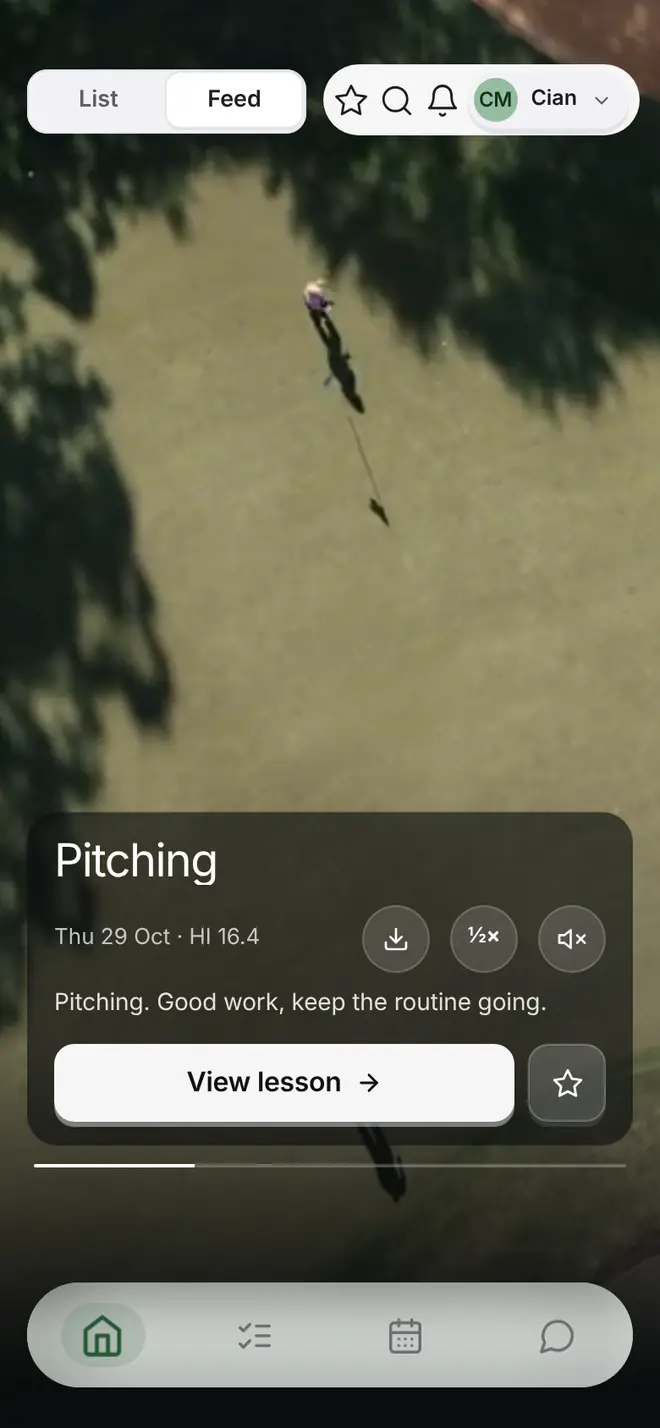 List
Feed
CM
Cian
Pitching
Thu 29 Oct · HI 16.4
½×
Pitching. Good work, keep the routine going.
View lesson →